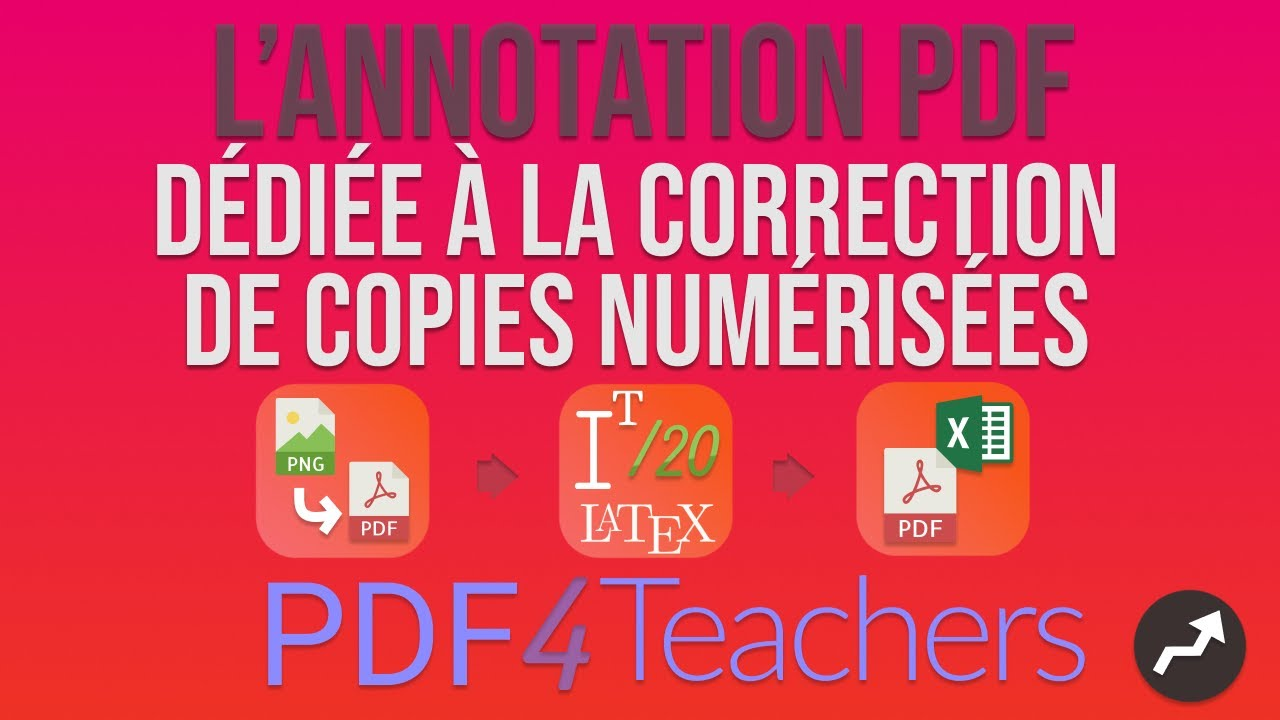 L'ANNOTATION PDF
DÉDIÉE À LA CORRECTION
DE COPIES NUMÉRISÉES
PNG
PDF
T
I
/20
LATEX
X
PDF
PDF4Teachers